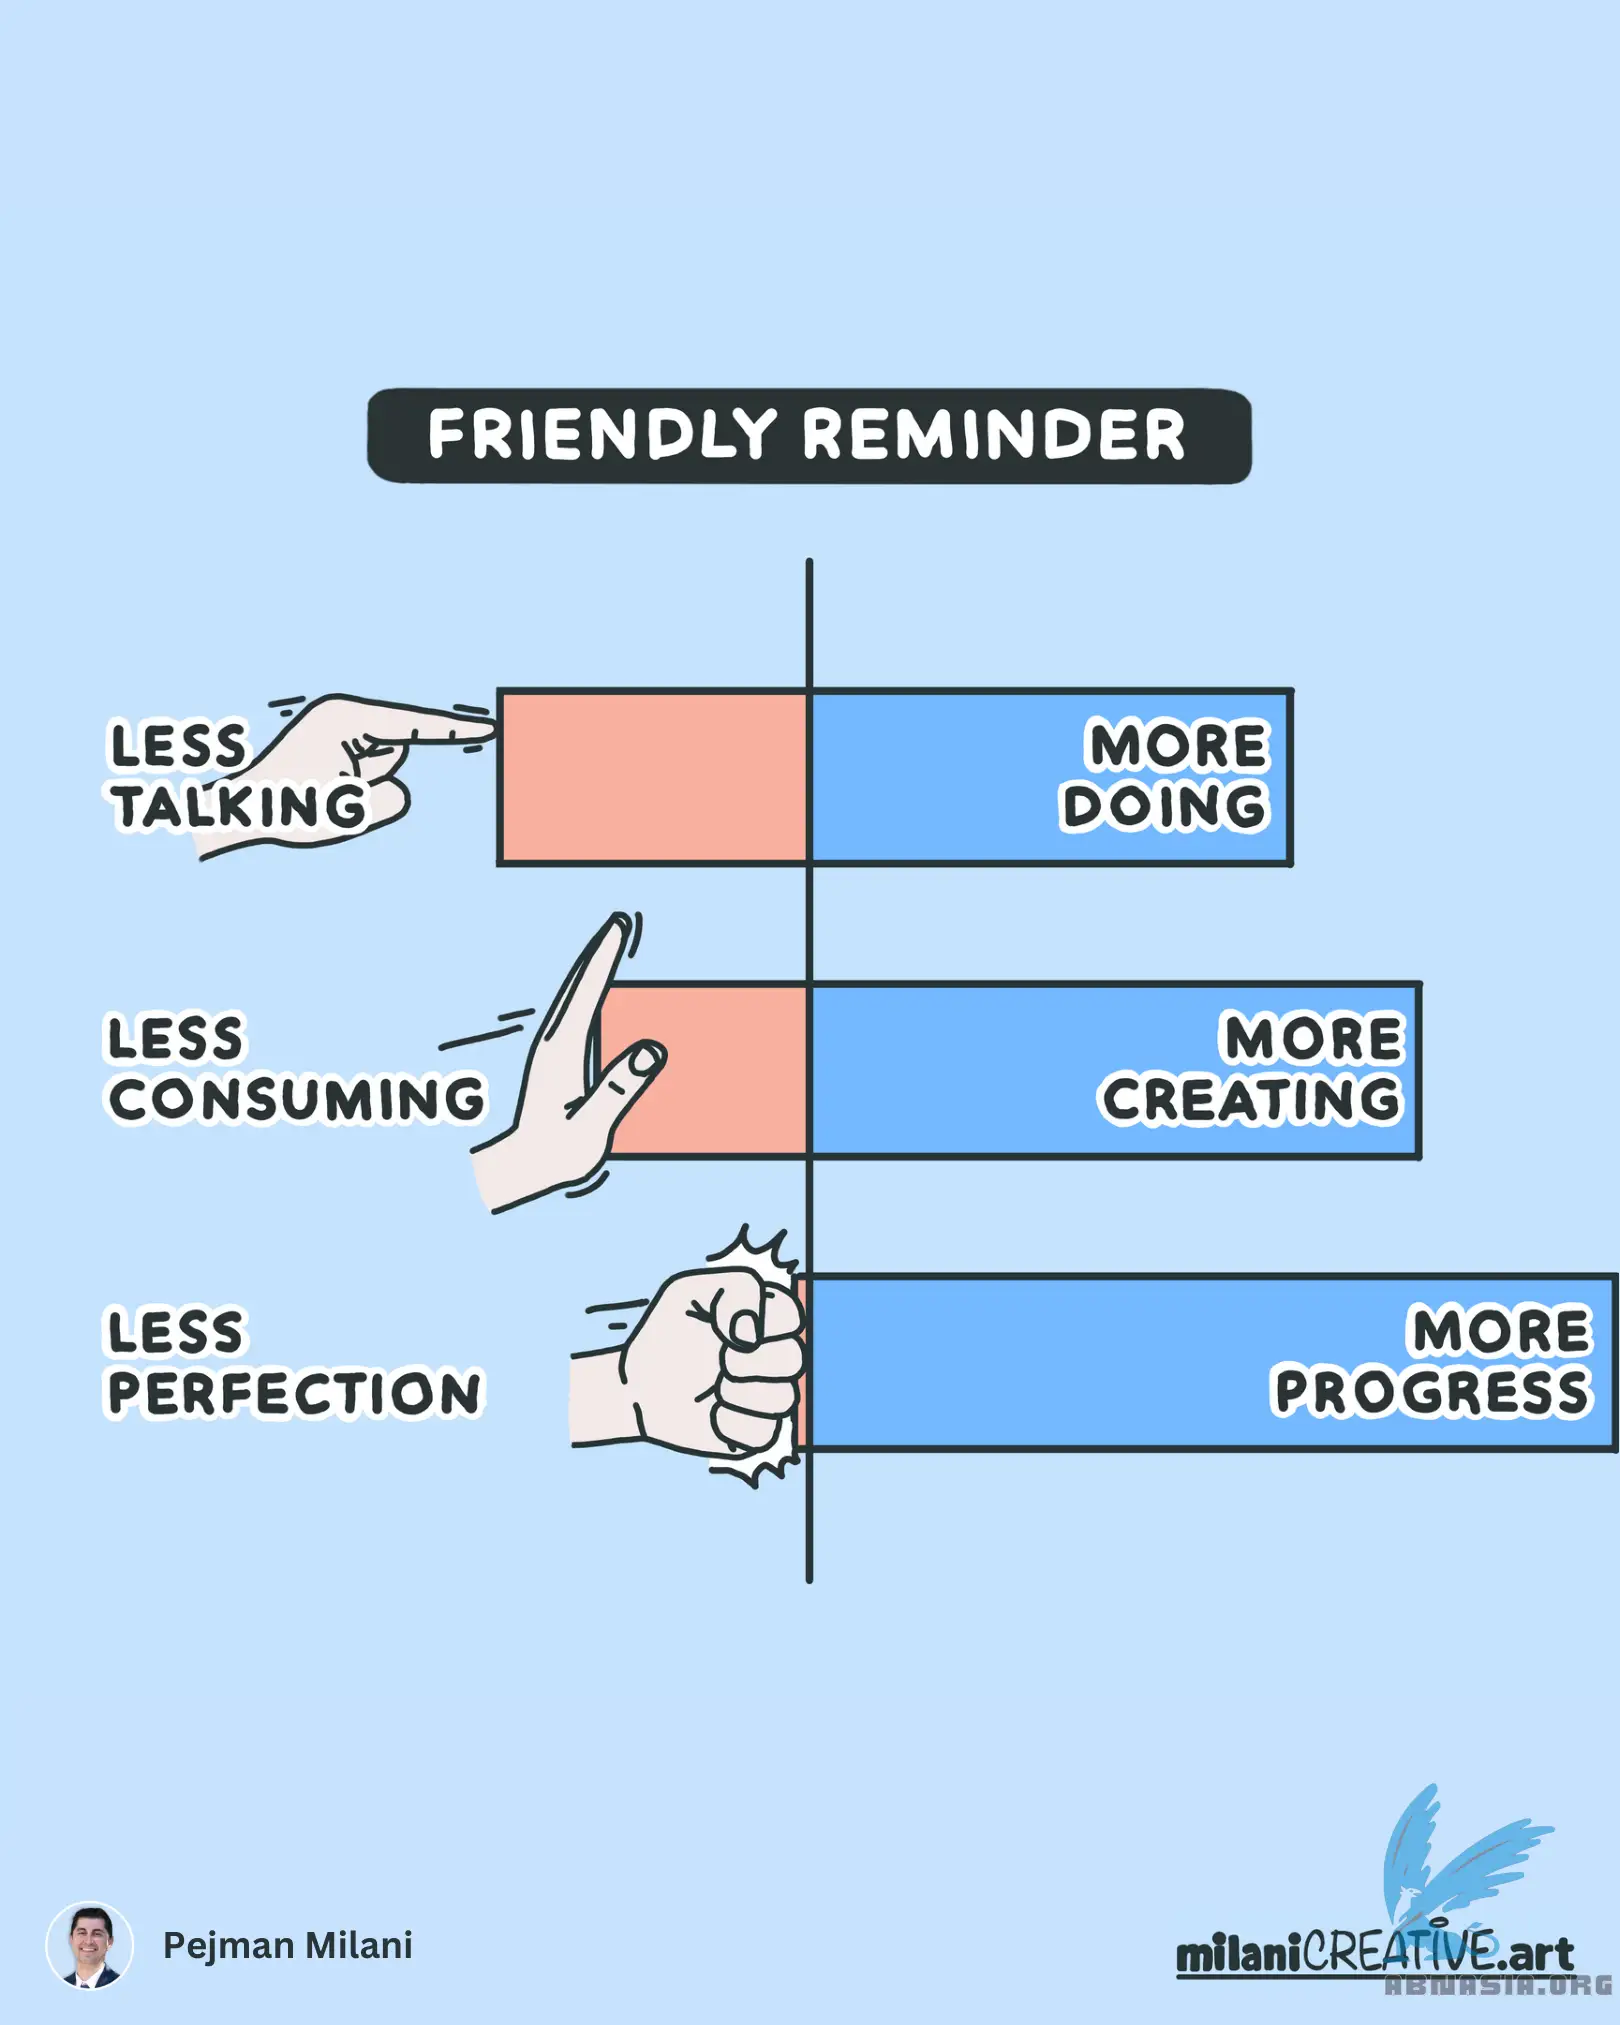 FRIENDLY REMINDER
LESS
TALKING
MORE
DOING
LESS
CONSUMING
MORE
CREATING
LESS
PERFECTION
MORE
PROGRESS
Pejman Milani
milaniCREATIVE.art
ABNASIA.ORG